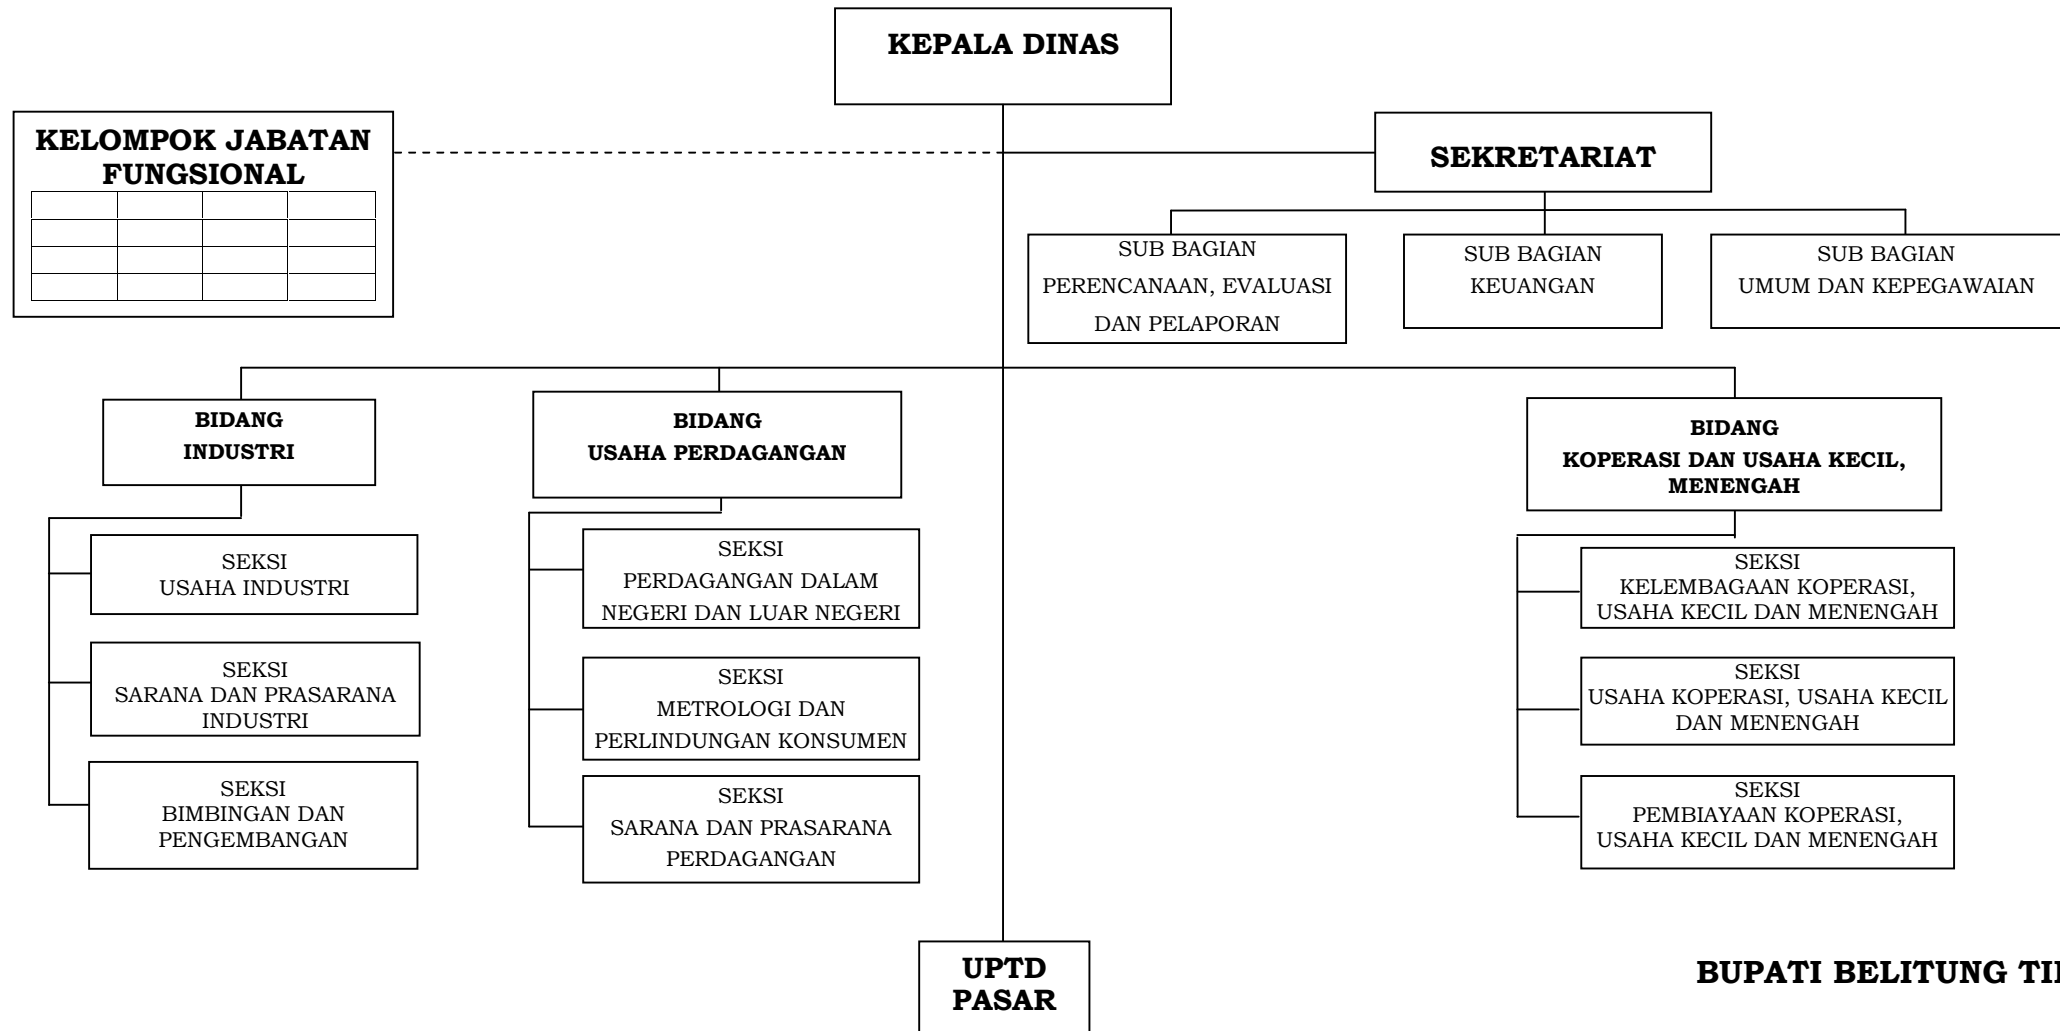 KEPALA DINAS
KELOMPOK JABATAN
FUNGSIONAL
SEKRETARIAT
SUB BAGIAN
PERENCANAAN, EVALUASI
DAN PELAPORAN
SUB BAGIAN
KEUANGAN
SUB BAGIAN
UMUM DAN KEPEGAWAIAN
BIDANG
INDUSTRI
BIDANG
USAHA PERDAGANGAN
BIDANG
KOPERASI DAN USAHA KECIL,
MENENGAH
SEKSI
USAHA INDUSTRI
SEKSI
SARANA DAN PRASARANA
INDUSTRI
SEKSI
BIMBINGAN DAN
PENGEMBANGAN
SEKSI
PERDAGANGAN DALAM
NEGERI DAN LUAR NEGERI
SEKSI
METROLOGI DAN
PERLINDUNGAN KONSUMEN
SEKSI
SARANA DAN PRASARANA
PERDAGANGAN
SEKSI
KELEMBAGAAN KOPERASI,
USAHA KECIL DAN MENENGAH
SEKSI
USAHA KOPERASI, USAHA KECIL
DAN MENENGAH
SEKSI
PEMBIAYAAN KOPERASI,
USAHA KECIL DAN MENENGAH
UPTD
PASAR
BUPATI BELITUNG